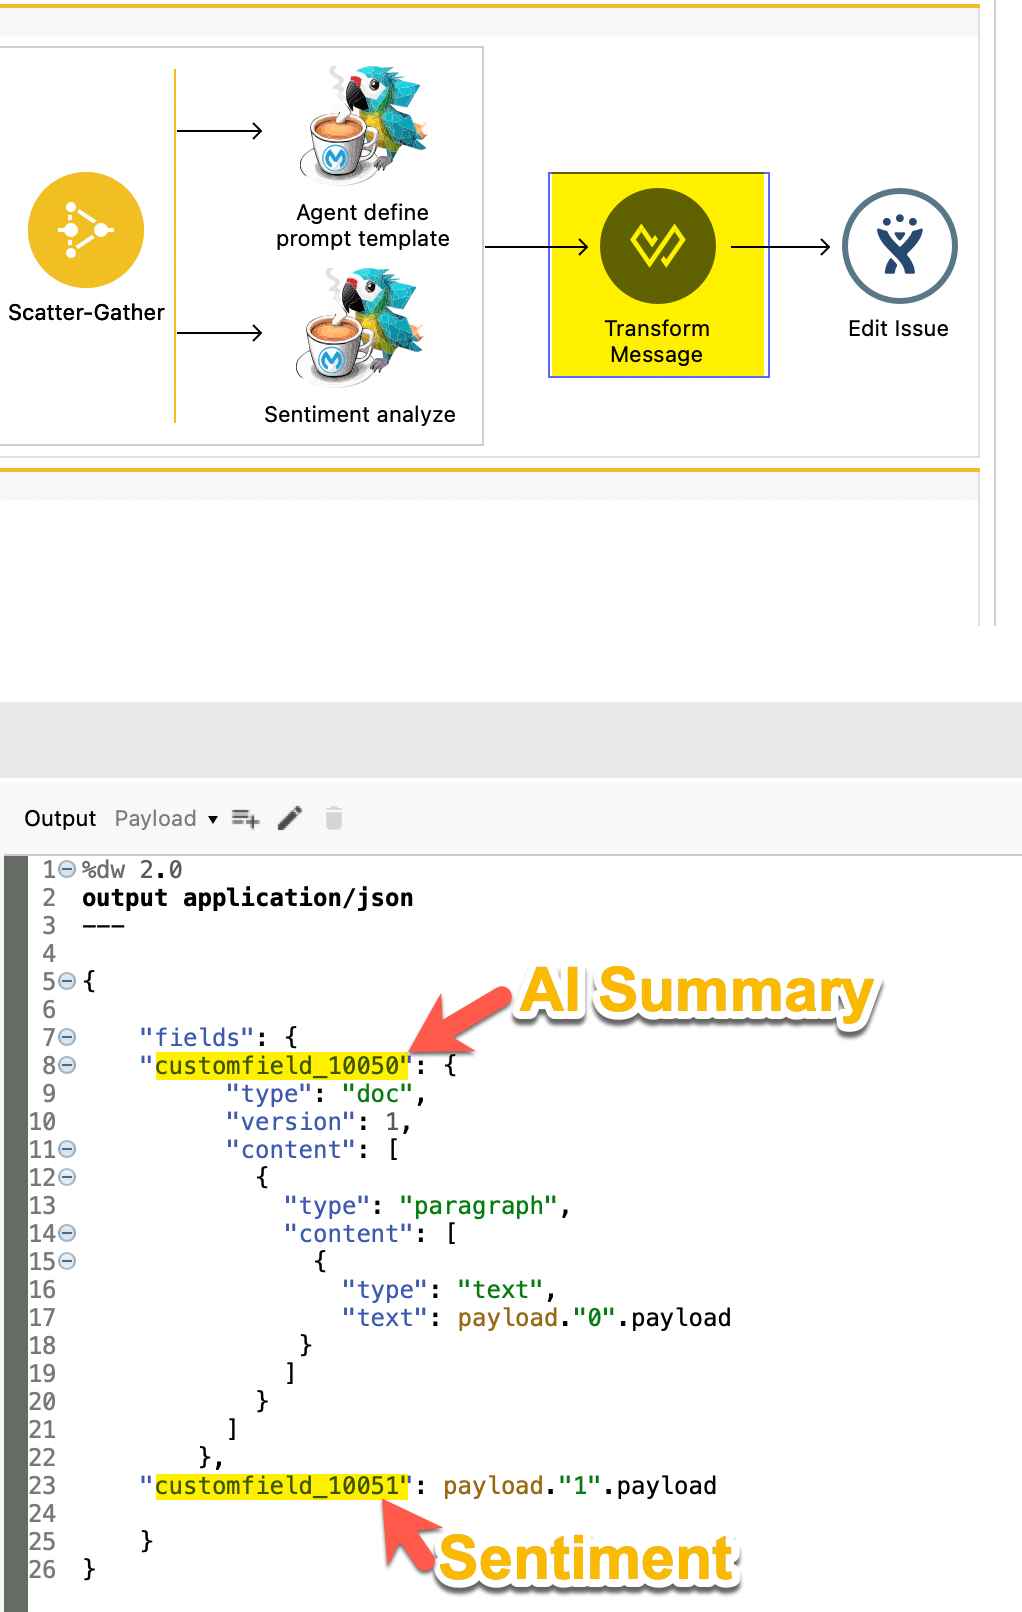 Agent define
prompt template
Scatter-Gather
Transform
Message
Edit Issue
Sentiment analyze
Output Payload
1 %dw 2.0
2 output application/json
3 ---
4
5 {
6
7 "fields": {
8 "customfield_10050": {
9 "type": "doc",
10 "version": 1,
11 "content": [
12 {
13 "type": "paragraph",
14 "content": [
15 {
16 "type": "text",
17 "text": payload."0".payload
18 }
19 ]
20 }
21 ]
22 },
23 "customfield_10051": payload."1".payload
24
25 }
26 }
AI Summary
Sentiment